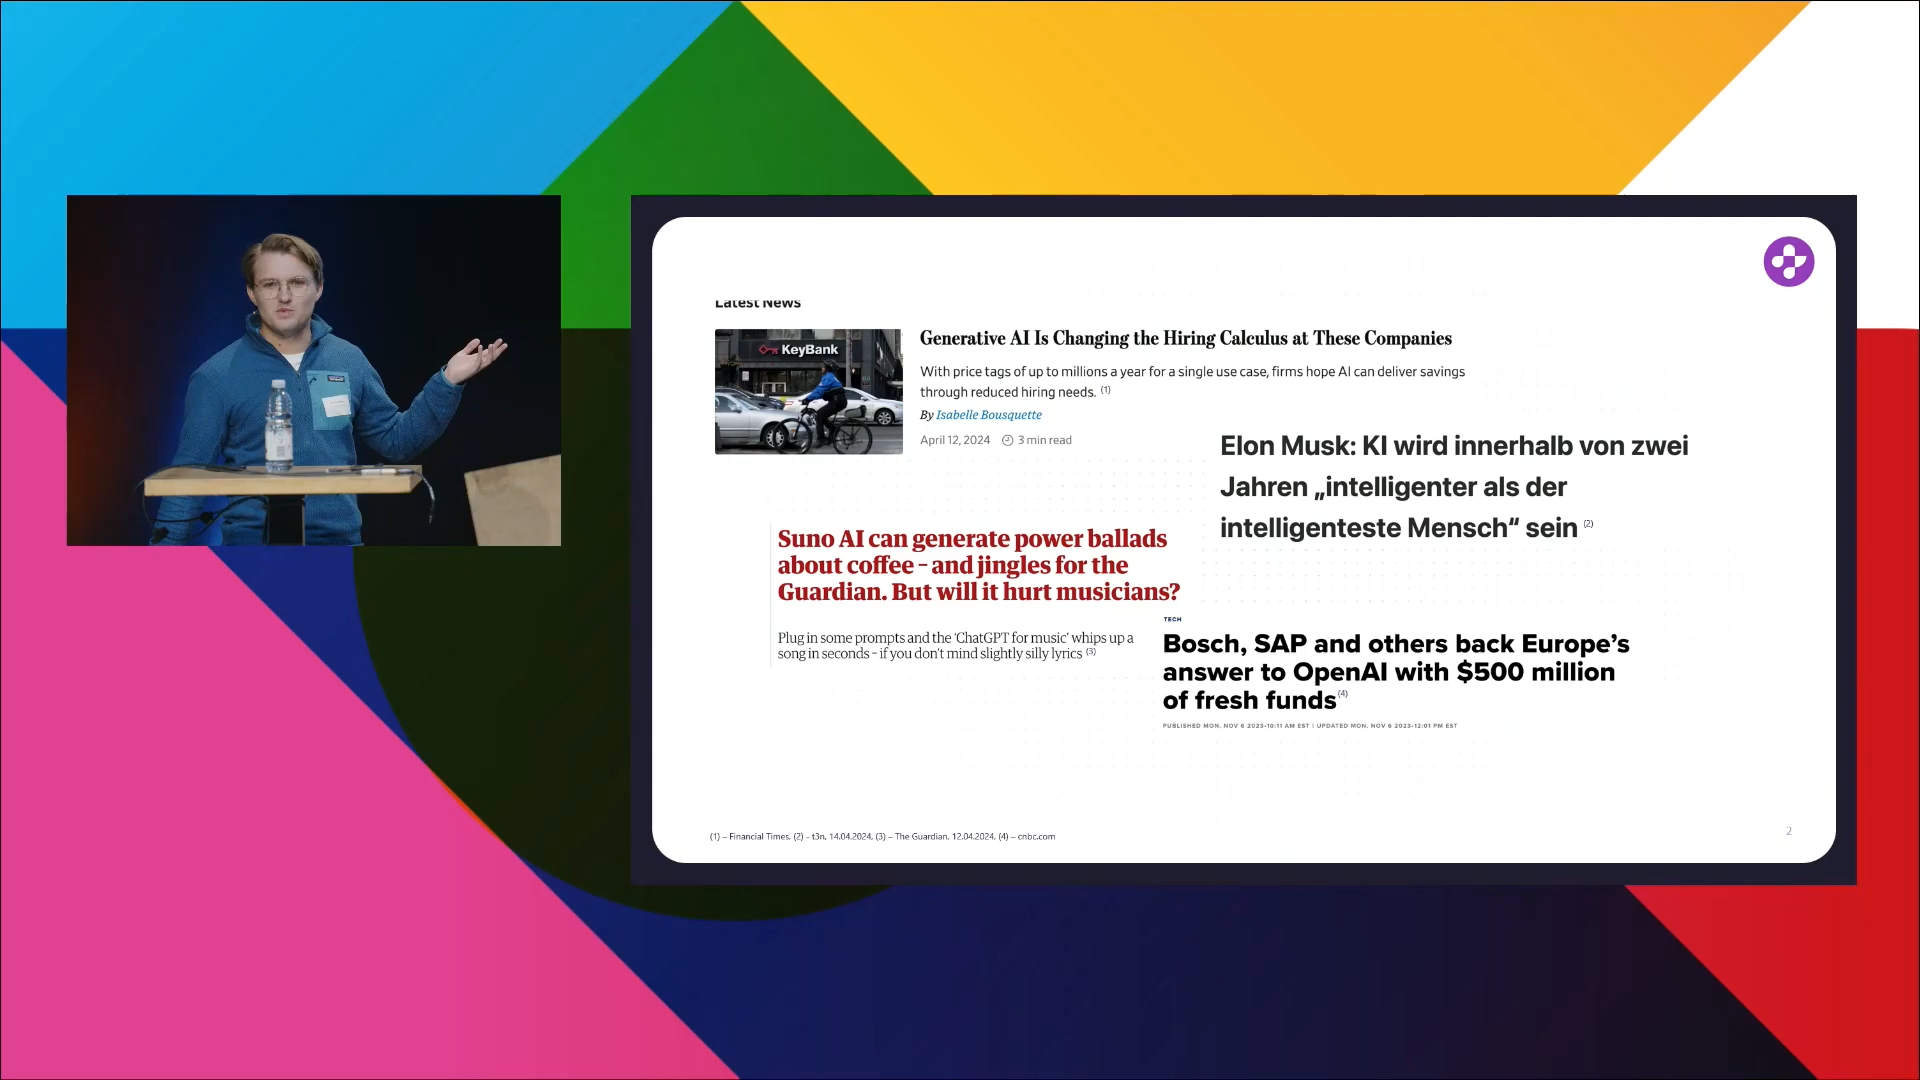 Latest News
KeyBank
Generative AI Is Changing the Hiring Calculus at These Companies
With price tags of up to millions a year for a single use case, firms hope AI can deliver savings
through reduced hiring needs. (1)
By Isabelle Bousquette
April 12, 2024 3 min read
Elon Musk: KI wird innerhalb von zwei
Jahren „intelligenter als der
intelligenteste Mensch“ sein (2)
Suno AI can generate power ballads
about coffee – and jingles for the
Guardian. But will it hurt musicians?
Plug in some prompts and the ‘ChatGPT for music’ whips up a
song in seconds – if you don’t mind slightly silly lyrics (3)
TECH
Bosch, SAP and others back Europe’s
answer to OpenAI with $500 million
of fresh funds (4)
PUBLISHED MON, NOV 6 2023•10:11 AM EST | UPDATED MON, NOV 6 2023•12:01 PM EST
(1) – Financial Times, (2) - t3n, 14.04.2024, (3) – The Guardian, 12.04.2024, (4) – cnbc.com
2